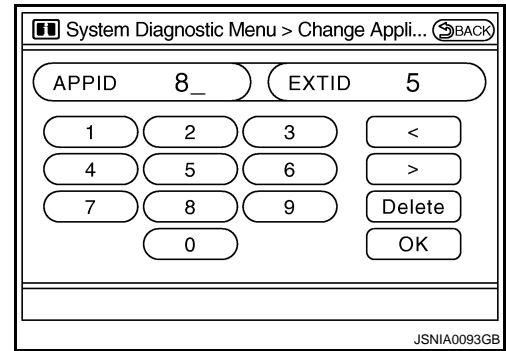 System Diagnostic Menu > Change Appli... BACK
APPID 8_ EXTID 5
1 2 3 <
4 5 6 >
7 8 9 Delete
0 OK
JSNIA0093GB